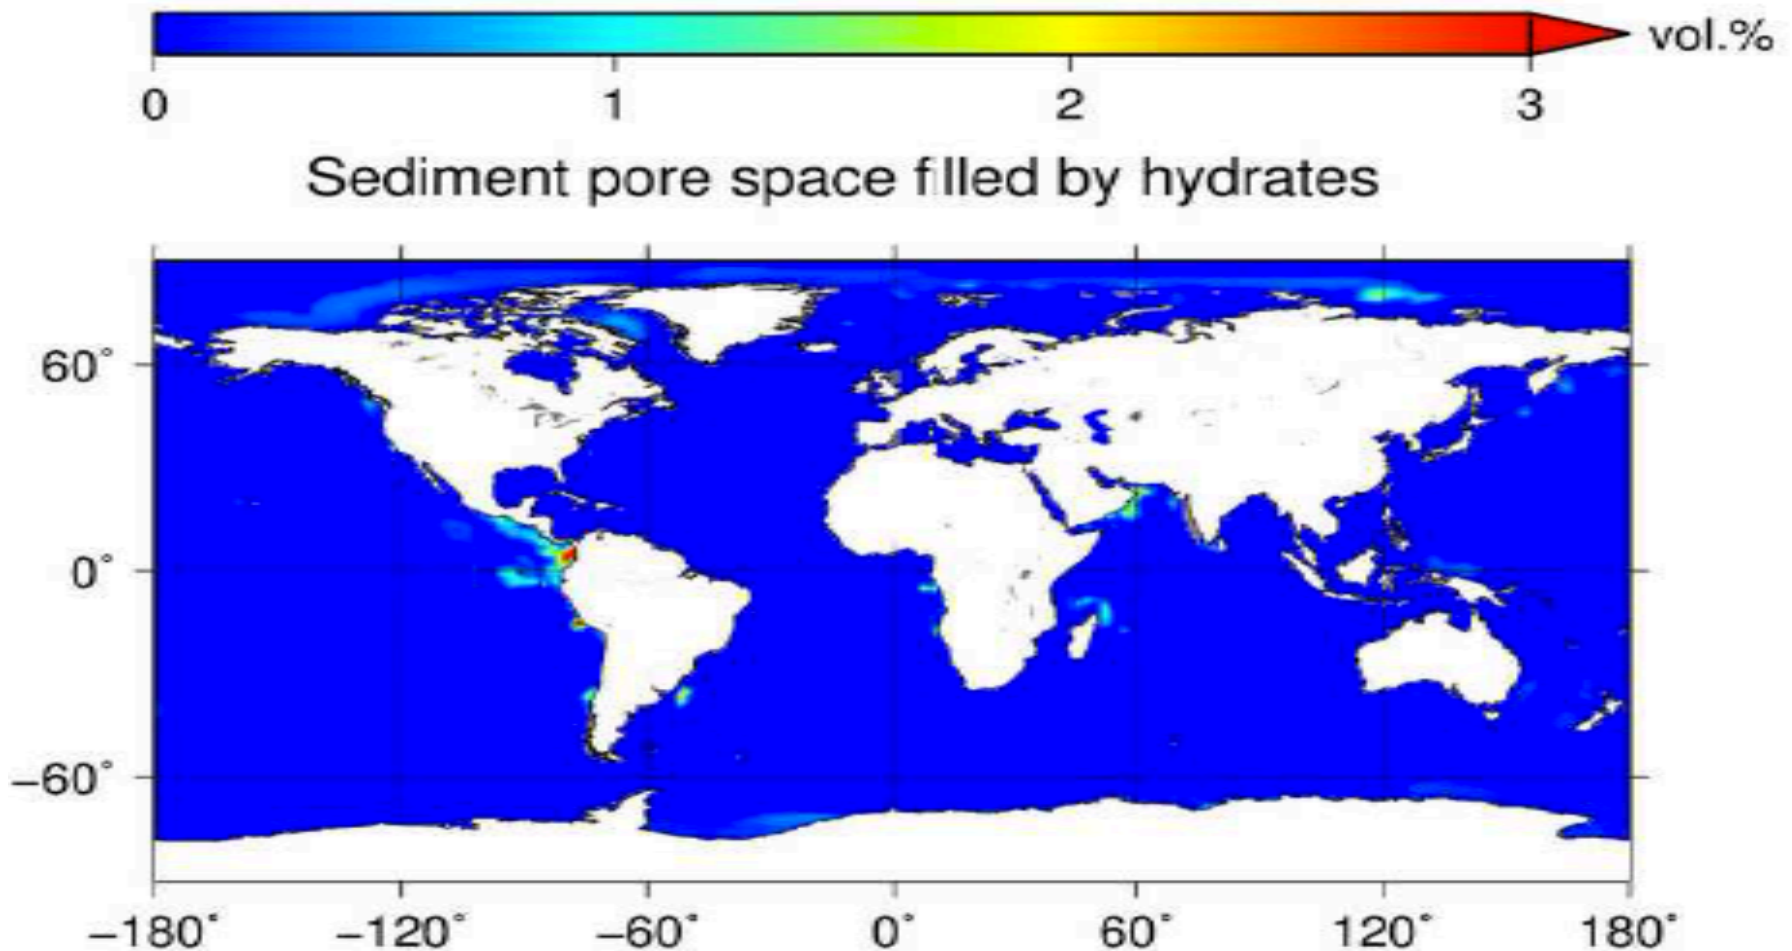 vol.%
0 1 2 3
Sediment pore space filled by hydrates
60°
0°
−60°
−180° −120° −60° 0° 60° 120° 180°